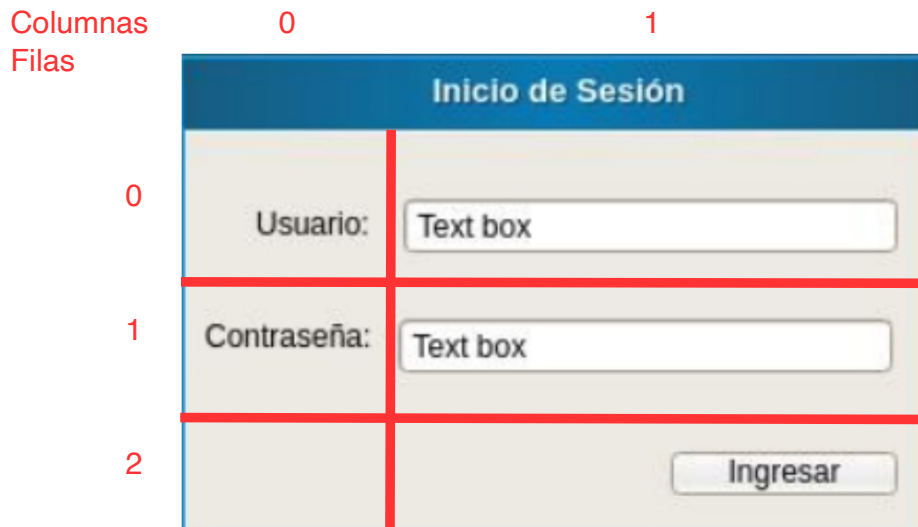 Columnas 0 1
Filas
Inicio de Sesión
0
Usuario: Text box
1
Contraseña: Text box
2
Ingresar